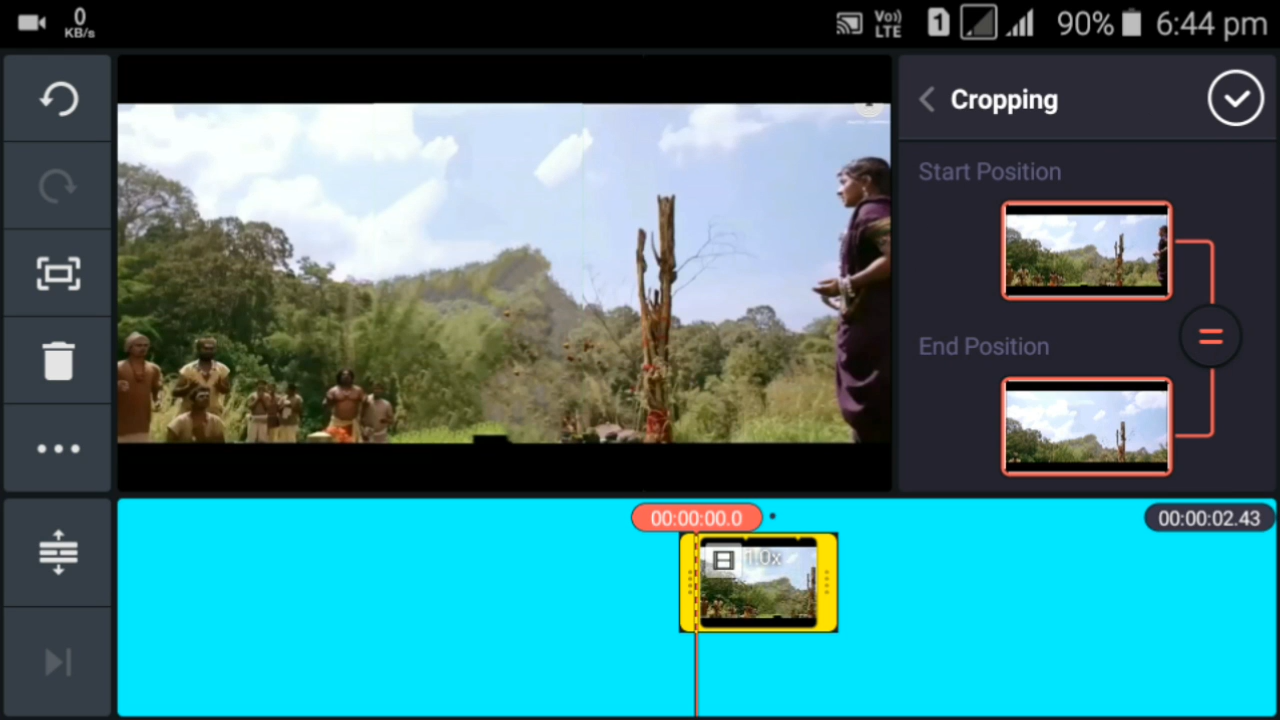 0
KB/s
Vo))
LTE
1
90%
6:44 pm
Cropping
Start Position
End Position
00:00:00.0
00:00:02.43
1.0x